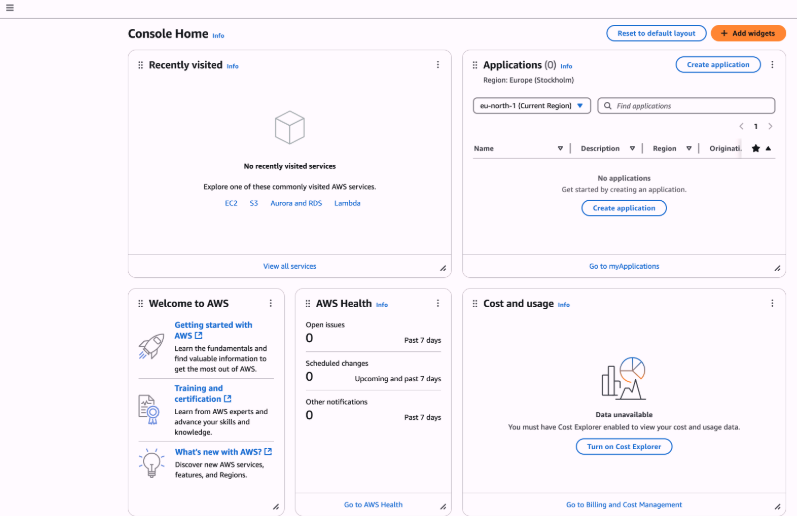 Console Home Info
Reset to default layout
+ Add widgets
Recently visited Info
No recently visited services
Explore one of these commonly visited AWS services.
EC2 S3 Aurora and RDS Lambda
View all services
Applications (0) Info
Create application
Region: Europe (Stockholm)
eu-north-1 (Current Region)
Find applications
1
Name Description Region Originati.
No applications
Get started by creating an application.
Create application
Go to myApplications
Welcome to AWS
Getting started with
AWS
Learn the fundamentals and
find valuable information to
get the most out of AWS.
Training and
certification
Learn from AWS experts and
advance your skills and
knowledge.
What's new with AWS?
Discover new AWS services,
features, and Regions.
AWS Health Info
Open issues
0 Past 7 days
Scheduled changes
0 Upcoming and past 7 days
Other notifications
0 Past 7 days
Go to AWS Health
Cost and usage Info
Data unavailable
You must have Cost Explorer enabled to view your cost and usage data.
Turn on Cost Explorer
Go to Billing and Cost Management